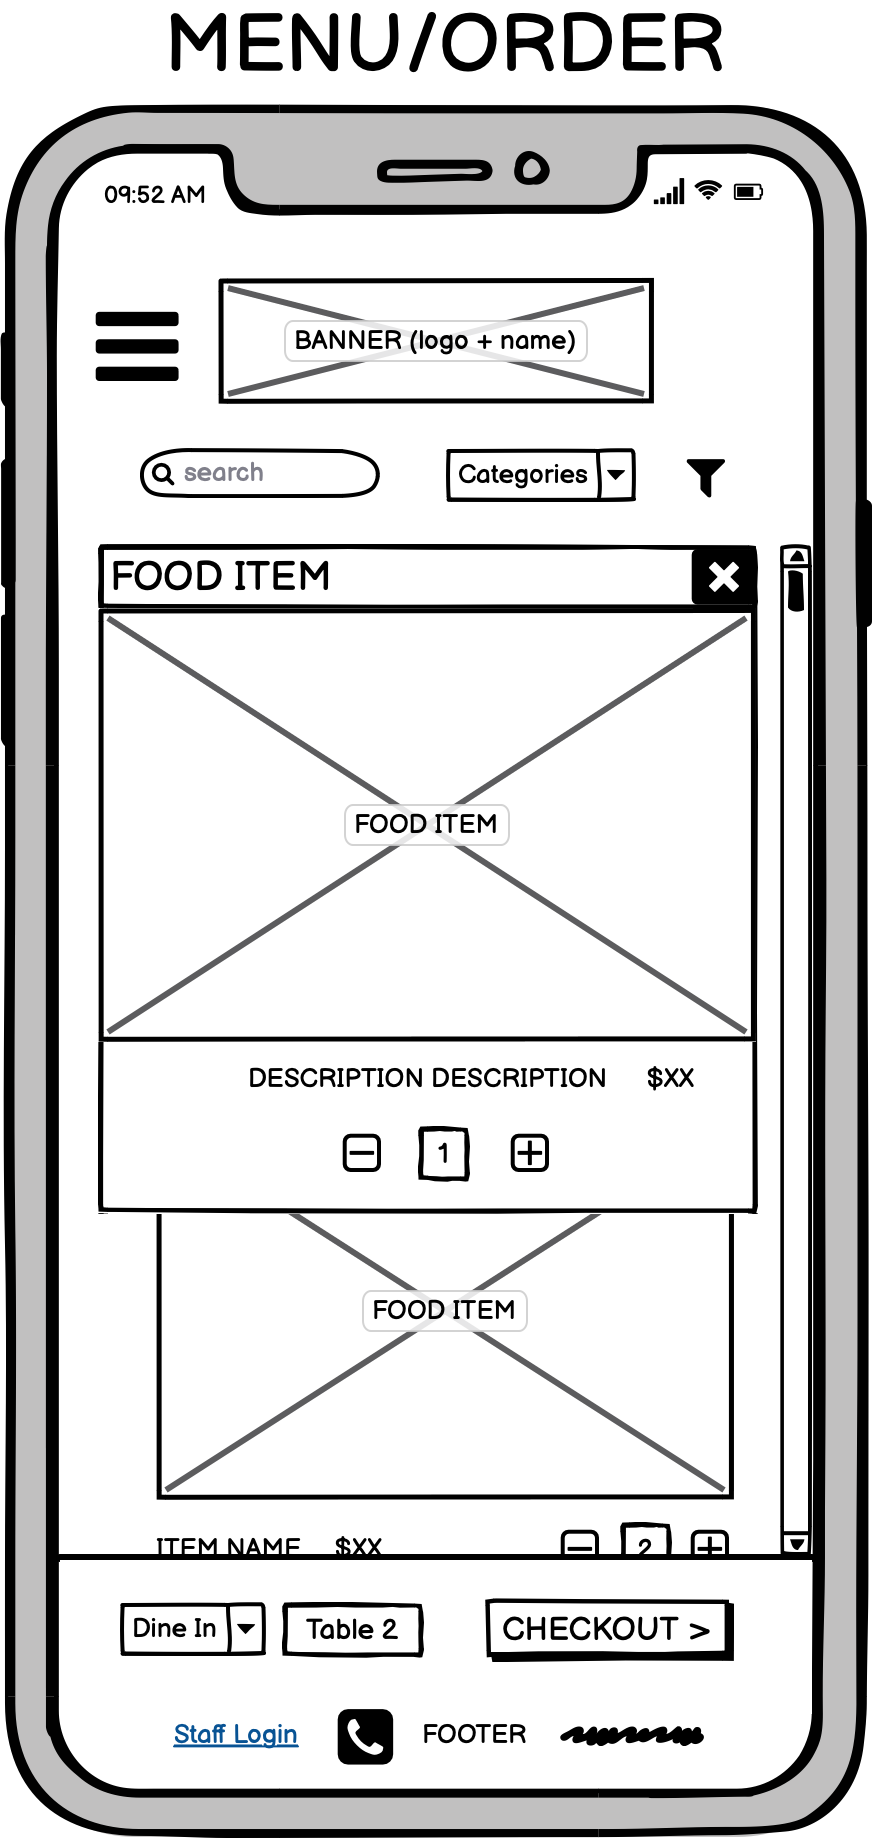 MENU/ORDER
09:52 AM
BANNER (logo + name)
search
Categories
FOOD ITEM
FOOD ITEM
DESCRIPTION DESCRIPTION $XX
1
FOOD ITEM
ITEM NAME $XX 2
Dine In Table 2 CHECKOUT >
Staff Login FOOTER